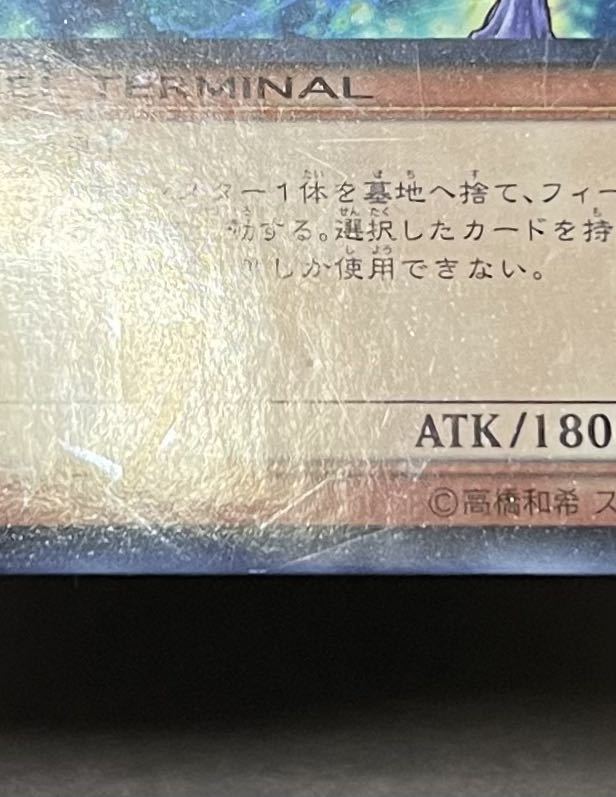 EL TERMINAL
スター1体を墓地へ捨て、フィー
動する。選択したカードを持
しか使用できない。
ATK/180
©高橋和希 ス